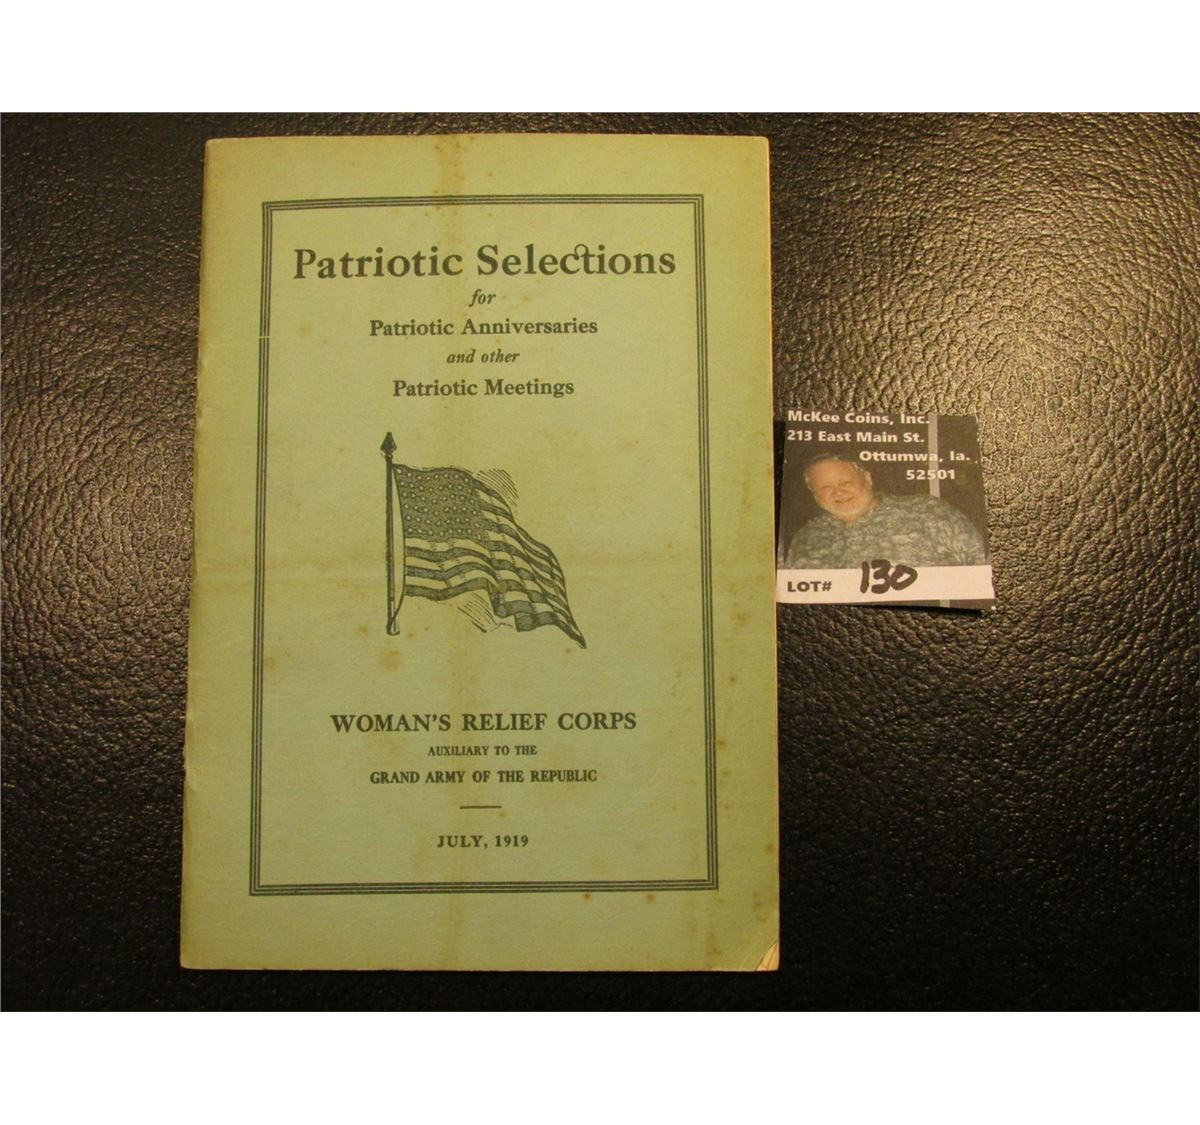 Patriotic Selections
for
Patriotic Anniversaries
and other
Patriotic Meetings
WOMAN'S RELIEF CORPS
AUXILIARY TO THE
GRAND ARMY OF THE REPUBLIC
JULY, 1919
McKee Coins, Inc.
213 East Main St.
Ottumwa, Ia.
52501
LOT# 130